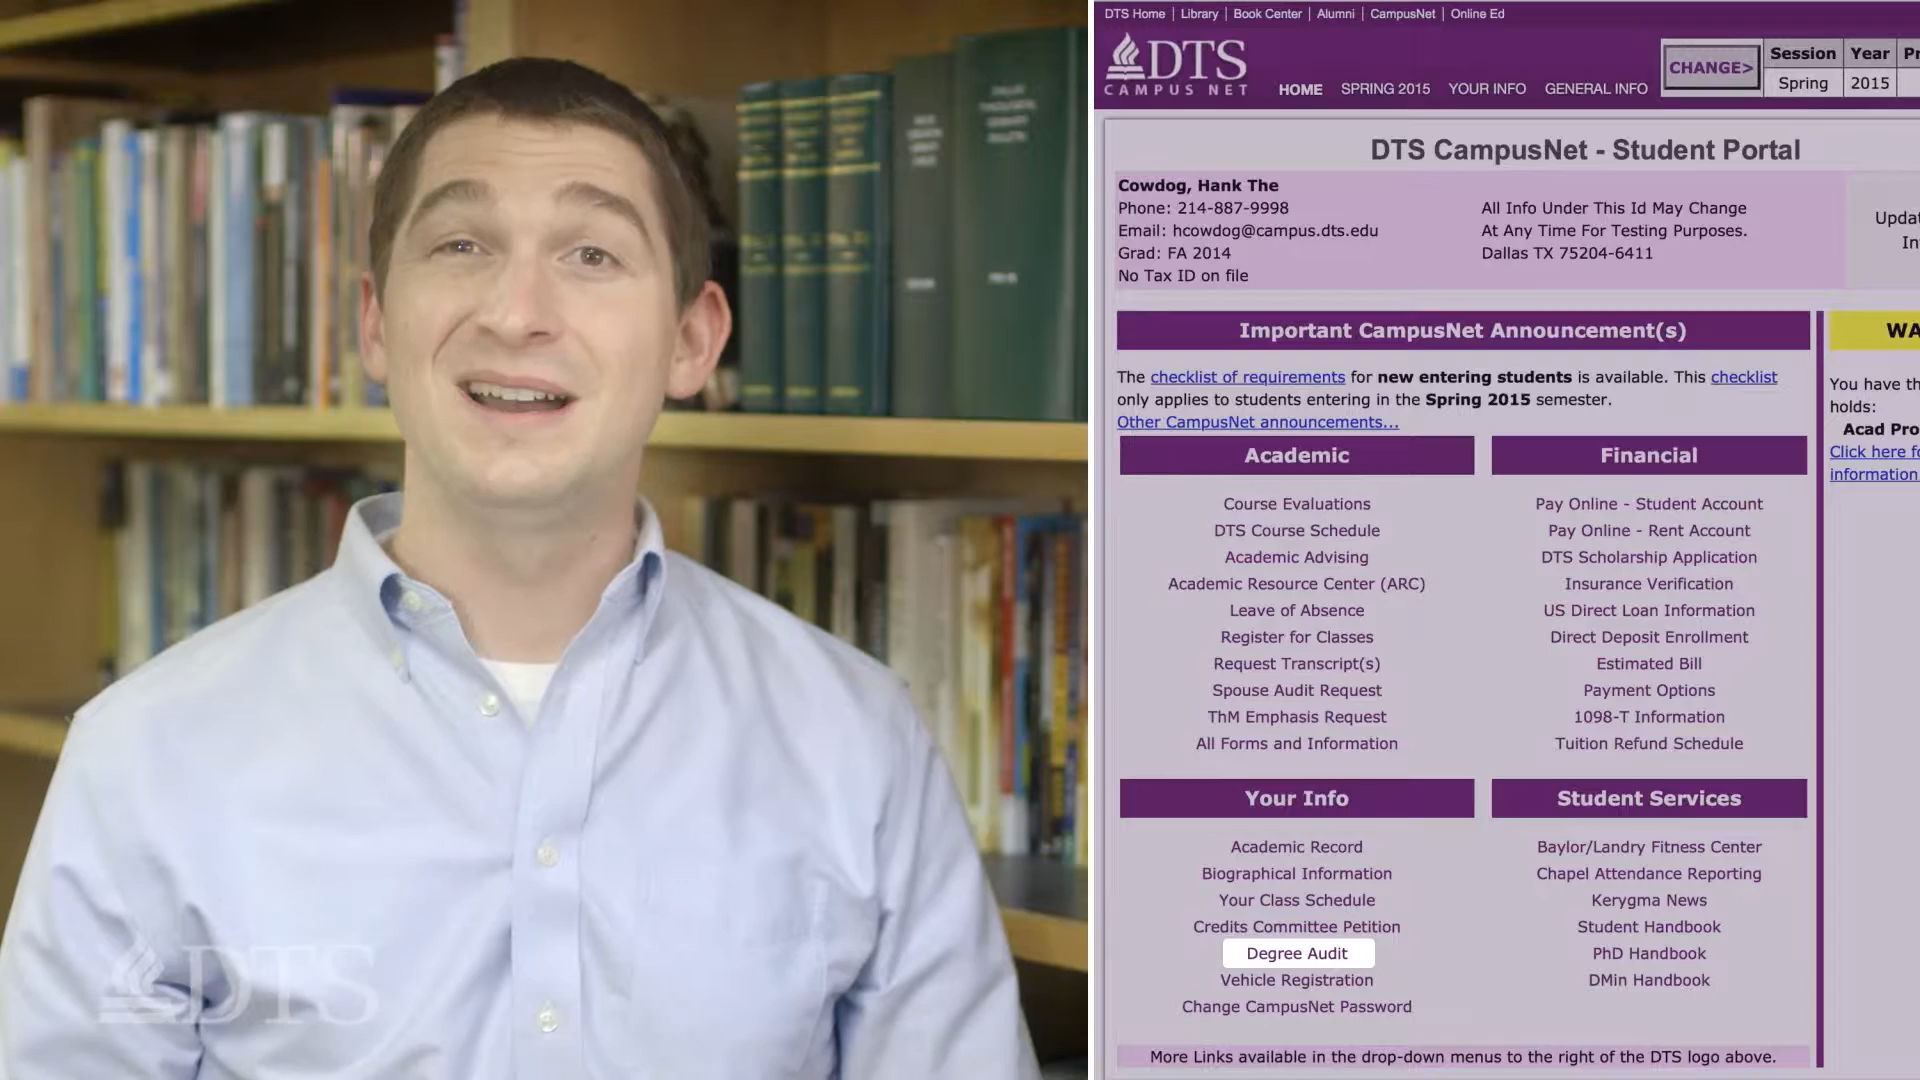 DTS Home | Library | Book Center | Alumni | CampusNet | Online Ed
DTS
CAMPUS NET
HOME SPRING 2015 YOUR INFO GENERAL INFO
CHANGE>
Session Year
Spring 2015
DTS CampusNet - Student Portal
Cowdog, Hank The
Phone: 214-887-9998
Email: hcowdog@campus.dts.edu
Grad: FA 2014
No Tax ID on file
All Info Under This Id May Change
At Any Time For Testing Purposes.
Dallas TX 75204-6411
Important CampusNet Announcement(s)
The checklist of requirements for new entering students is available. This checklist
only applies to students entering in the Spring 2015 semester.
Other CampusNet announcements...
Academic
Course Evaluations
DTS Course Schedule
Academic Advising
Academic Resource Center (ARC)
Leave of Absence
Register for Classes
Request Transcript(s)
Spouse Audit Request
ThM Emphasis Request
All Forms and Information
Financial
Pay Online - Student Account
Pay Online - Rent Account
DTS Scholarship Application
Insurance Verification
US Direct Loan Information
Direct Deposit Enrollment
Estimated Bill
Payment Options
1098-T Information
Tuition Refund Schedule
You have
holds:
Acad
Click here
information
Your Info
Academic Record
Biographical Information
Your Class Schedule
Credits Committee Petition
Degree Audit
Vehicle Registration
Change CampusNet Password
Student Services
Baylor/Landry Fitness Center
Chapel Attendance Reporting
Kerygma News
Student Handbook
PhD Handbook
DMin Handbook
More Links available in the drop-down menus to the right of the DTS logo above.
DTS